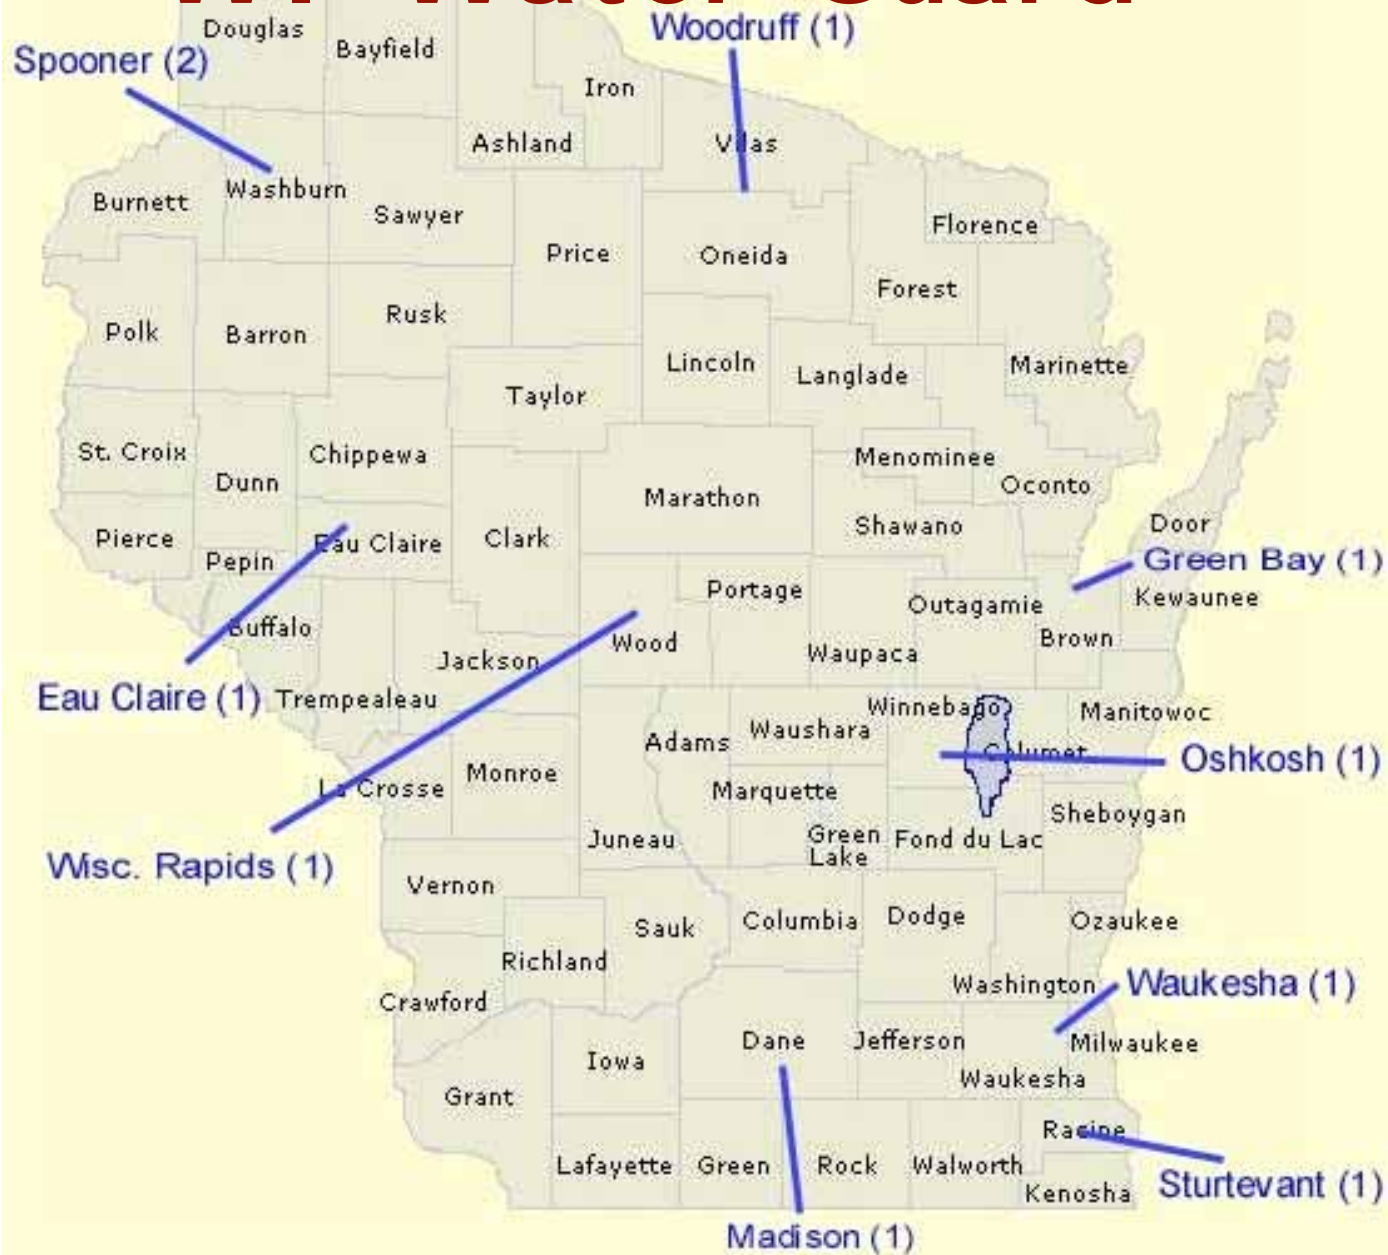 WI Water Guard
Woodruff (1)
Douglas
Bayfield
Spooner (2)
Iron
Ashland
Vilas
Washburn
Burnett
Sawyer
Florence
Price
Oneida
Forest
Rusk
Polk
Barron
Lincoln
Marinette
Langlade
Taylor
St. Croix
Chippewa
Menominee
Dunn
Oconto
Marathon
Door
Shawano
Pierce
Eau Claire
Clark
Pepin
Green Bay (1)
Portage
Kewaunee
Outagamie
Buffalo
Wood
Brown
Waupaca
Jackson
Eau Claire (1)
Trempealeau
Winnebago
Manitowoc
Waushara
Adams
Calumet
Oshkosh (1)
Monroe
La Crosse
Marquette
Sheboygan
Juneau
Green
Lake
Fond du Lac
Wisc. Rapids (1)
Vernon
Dodge
Columbia
Ozaukee
Sauk
Richland
Washington
Waukesha (1)
Crawford
Dane
Jefferson
Milwaukee
Iowa
Waukesha
Grant
Racine
Lafayette
Green
Rock
Walworth
Sturtevant (1)
Kenosha
Madison (1)